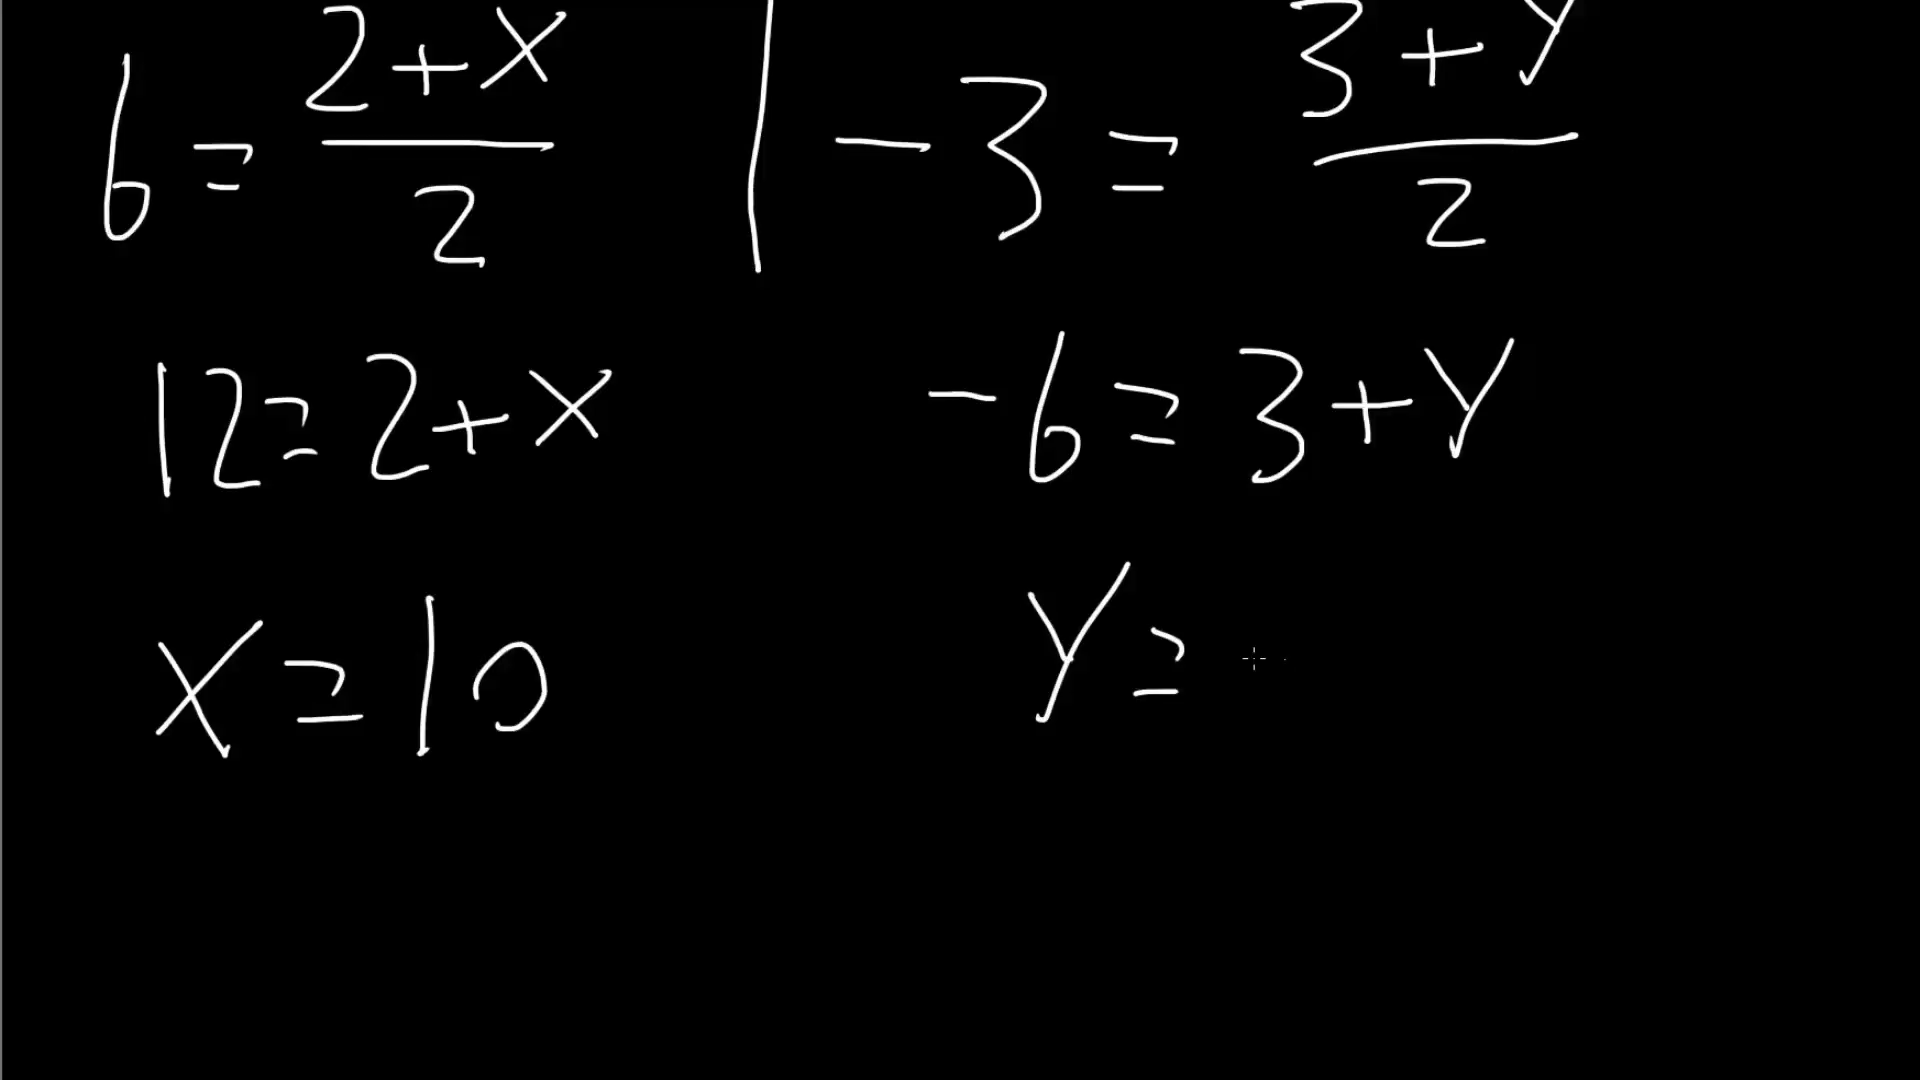 6 = (2 + X) / 2 | -3 = (3 + Y) / 2
12 = 2 + X
-6 = 3 + Y
X = 10
Y =